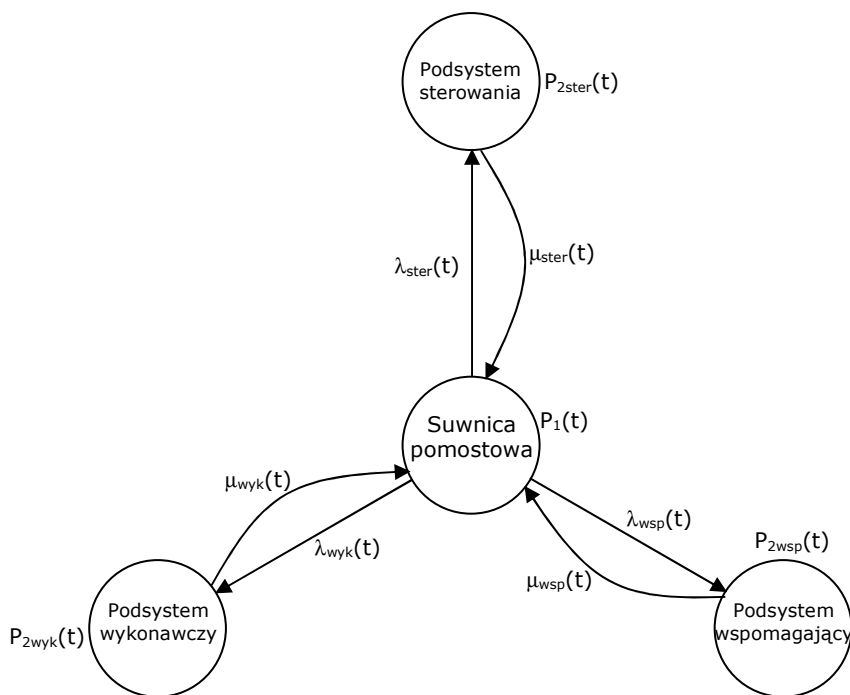 Podsystem
sterowania
P2ster(t)
λster(t)
μster(t)
Suwnica
pomostowa
P1(t)
μwyk(t)
λwyk(t)
λwsp(t)
μwsp(t)
P2wsp(t)
Podsystem
wykonawczy
P2wyk(t)
Podsystem
wspomagający